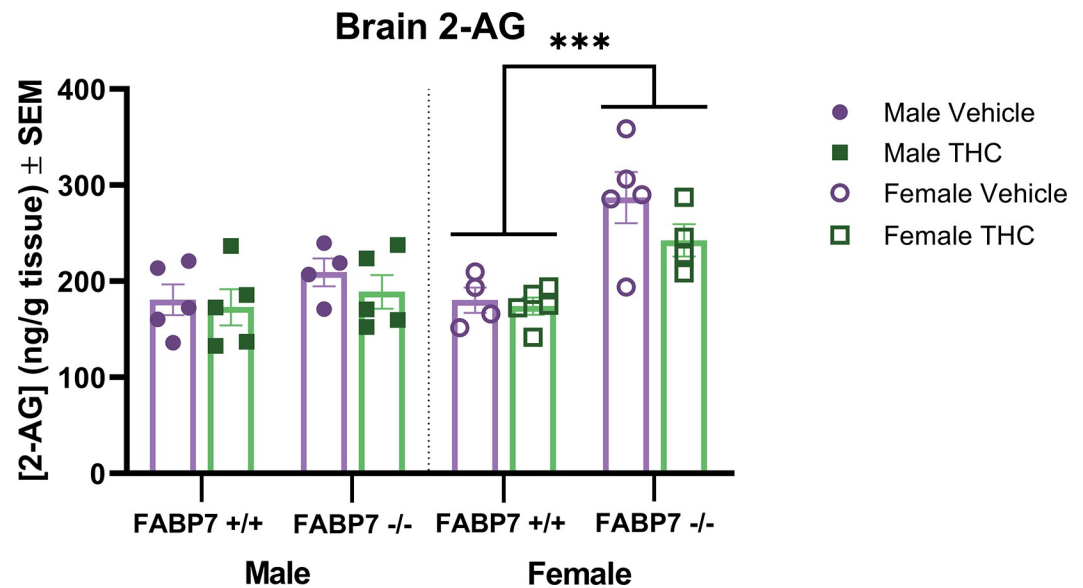 Brain 2-AG
***
[2-AG] (ng/g tissue) ± SEM
400
300
200
100
0
FABP7 +/+
FABP7 -/-
FABP7 +/+
FABP7 -/-
Male
Female
Male Vehicle
Male THC
Female Vehicle
Female THC